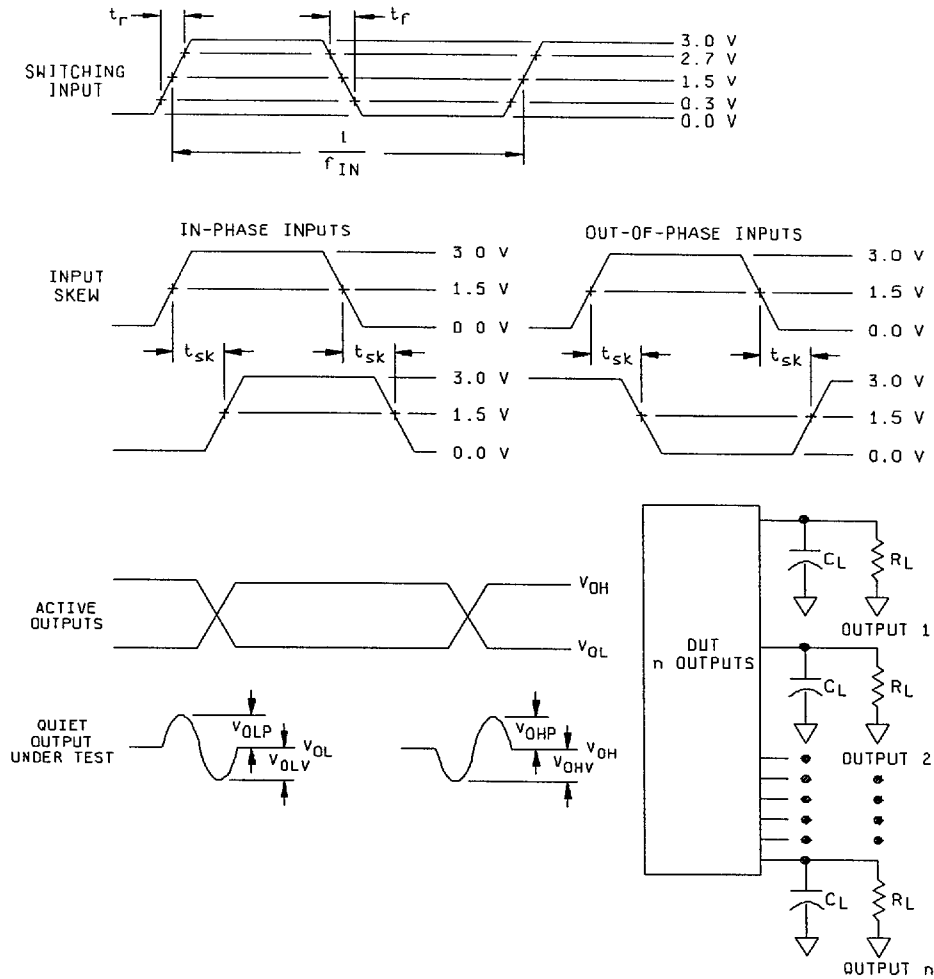 tr
tf
SWITCHING
INPUT
3.0 V
2.7 V
1.5 V
0.3 V
0.0 V
1
fIN
IN-PHASE INPUTS
OUT-OF-PHASE INPUTS
INPUT
SKEW
3 0 V
1.5 V
0 0 V
tsk
tsk
3.0 V
1.5 V
0.0 V
3.0 V
1.5 V
0.0 V
tsk
tsk
3.0 V
1.5 V
0.0 V
ACTIVE
OUTPUTS
VOH
VOL
QUIET
OUTPUT
UNDER TEST
VOLP
VOL
VOLV
VOHP
VOH
VOHV
DUT
n OUTPUTS
CL
RL
OUTPUT 1
CL
RL
OUTPUT 2
CL
RL
OUTPUT n